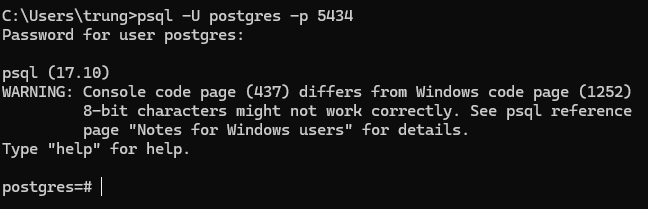 C:\Users\trung>psql -U postgres -p 5434
Password for user postgres:
psql (17.10)
WARNING: Console code page (437) differs from Windows code page (1252)
         8-bit characters might not work correctly. See psql reference
         page "Notes for Windows users" for details.
Type "help" for help.
postgres=#